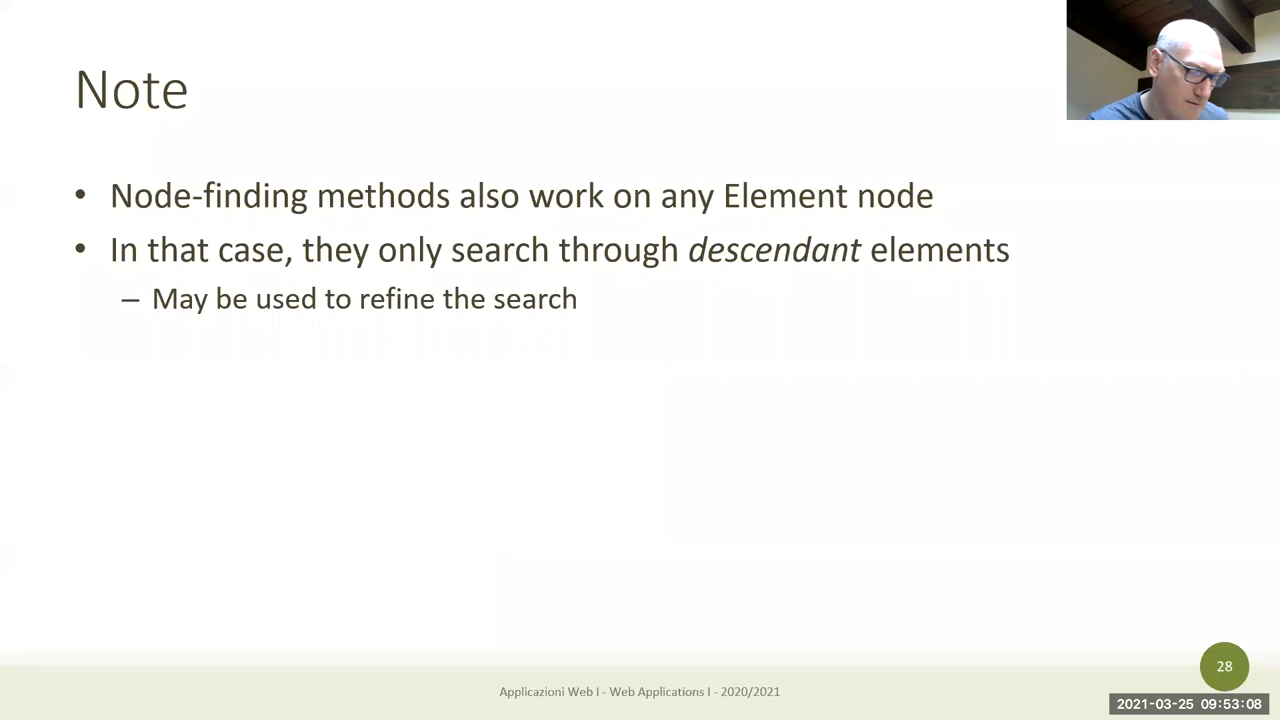 Note
• Node-finding methods also work on any Element node
• In that case, they only search through descendant elements
– May be used to refine the search
28
Applicazioni Web I - Web Applications I - 2020/2021
2021-03-25 09:53:08